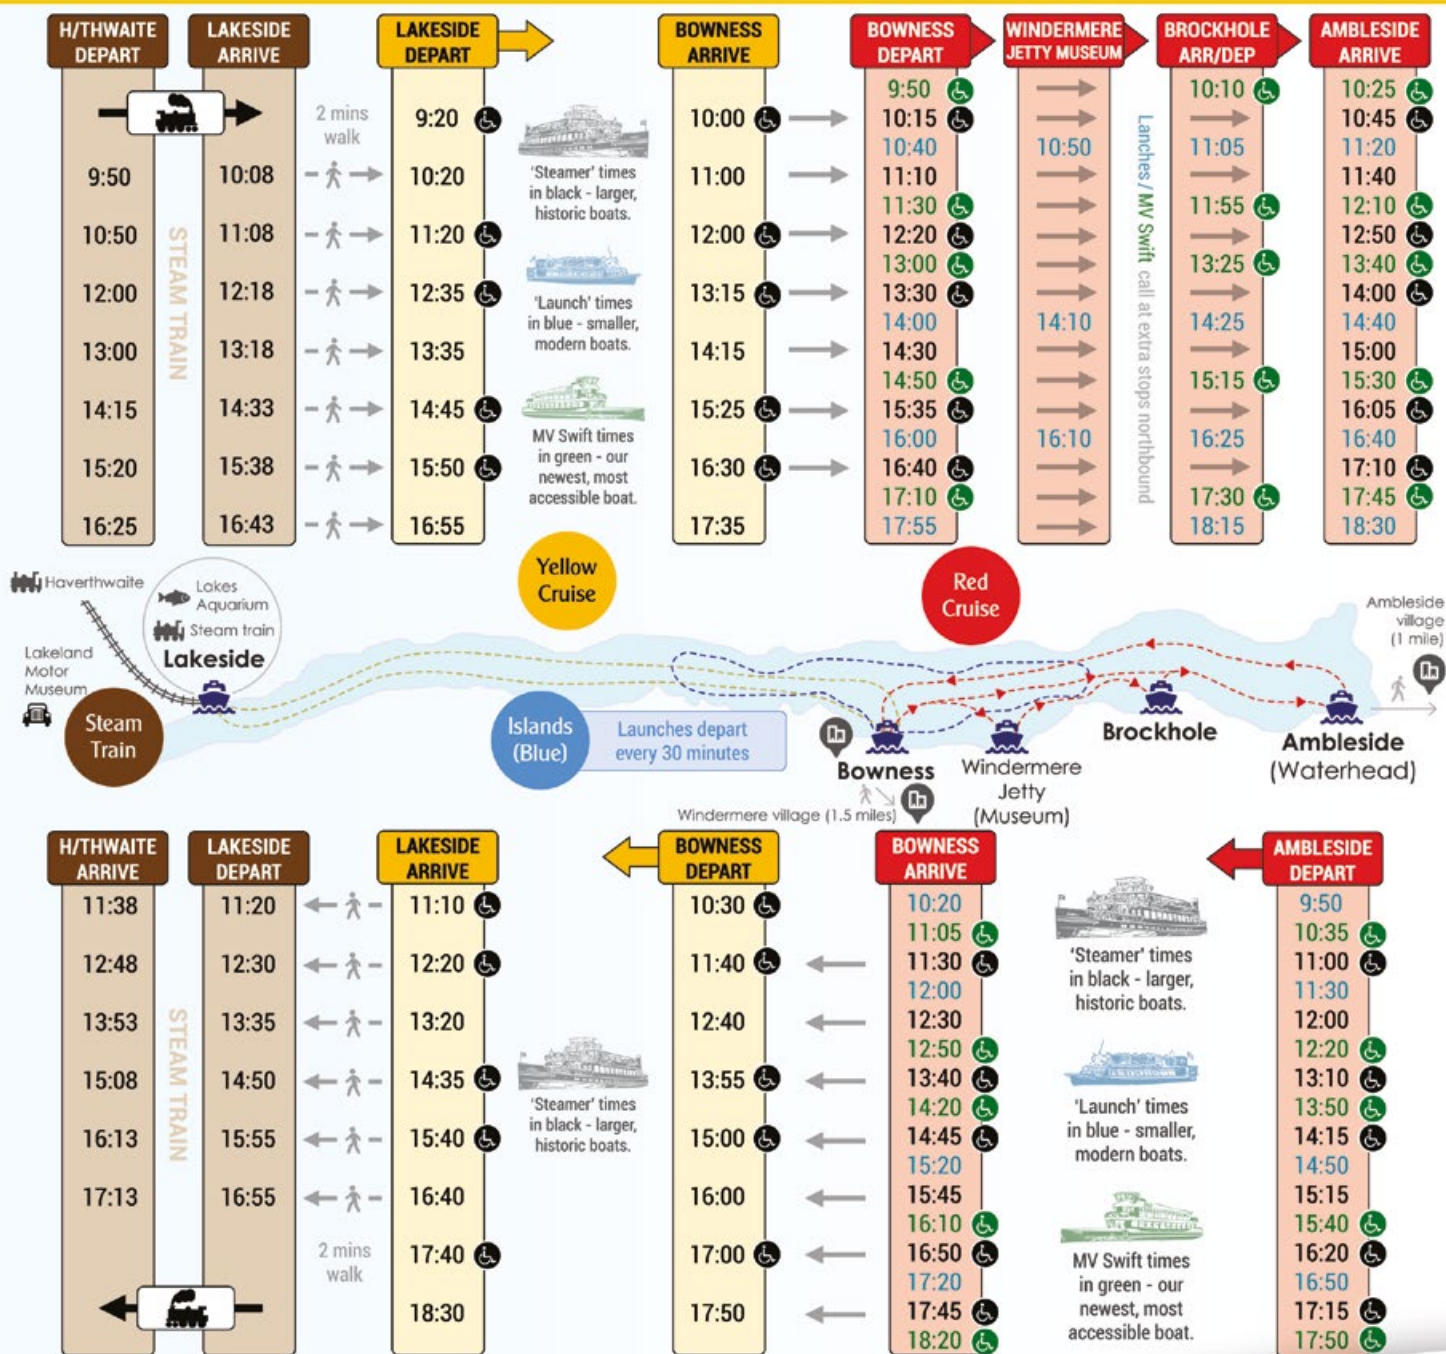 H/THWAITE DEPART
LAKESIDE ARRIVE
LAKESIDE DEPART
BOWNESS ARRIVE
BOWNESS DEPART
WINDERMERE JETTY MUSEUM
BROCKHOLE ARR/DEP
AMBLESIDE ARRIVE
9:50 10:10 10:25
2 mins walk
9:20 10:00 10:15 10:45
10:40 10:50 11:05 11:20
9:50 10:08 10:20 11:00 11:10 11:40
11:30 11:55 12:10
10:50 11:08 11:20 12:00 12:20 12:50
13:00 13:25 13:40
12:00 12:18 12:35 13:15 13:30 14:00
14:00 14:10 14:25 14:40
13:00 13:18 13:35 14:15 14:30 15:00
14:50 15:15 15:30
14:15 14:33 14:45 15:25 15:35 16:05
16:00 16:10 16:25 16:40
15:20 15:38 15:50 16:30 16:40 17:10
17:10 17:30 17:45
16:25 16:43 16:55 17:35 17:55 18:15 18:30
STEAM TRAIN
'Steamer' times
in black - larger,
historic boats.
'Launch' times
in blue - smaller,
modern boats.
MV Swift times
in green - our
newest, most
accessible boat.
Lanches / MV Swift call at extra stops northbound
Yellow
Cruise
Red
Cruise
Haverthwaite
Lakes
Aquarium
Steam train
Lakeside
Lakeland
Motor
Museum
Steam
Train
Islands
(Blue)
Launches depart
every 30 minutes
Bowness
Windermere village (1.5 miles)
Windermere
Jetty
(Museum)
Brockhole
Ambleside
(Waterhead)
Ambleside
village
(1 mile)
H/THWAITE ARRIVE
LAKESIDE DEPART
LAKESIDE ARRIVE
BOWNESS DEPART
BOWNESS ARRIVE
AMBLESIDE DEPART
11:38 11:20 11:10 10:30 10:20 9:50
11:05 10:35
12:48 12:30 12:20 11:40 11:30 11:00
12:00 11:30
13:53 13:35 13:20 12:40 12:30 12:00
12:50 12:20
15:08 14:50 14:35 13:55 13:40 13:10
14:20 13:50
16:13 15:55 15:40 15:00 14:45 14:15
15:20 14:50
17:13 16:55 16:40 16:00 15:45 15:15
16:10 15:40
2 mins walk
17:40 17:00 16:50 16:20
17:20 16:50
18:30 17:50 17:45 17:15
18:20 17:50
STEAM TRAIN
'Steamer' times
in black - larger,
historic boats.
'Steamer' times
in black - larger,
historic boats.
'Launch' times
in blue - smaller,
modern boats.
MV Swift times
in green - our
newest, most
accessible boat.